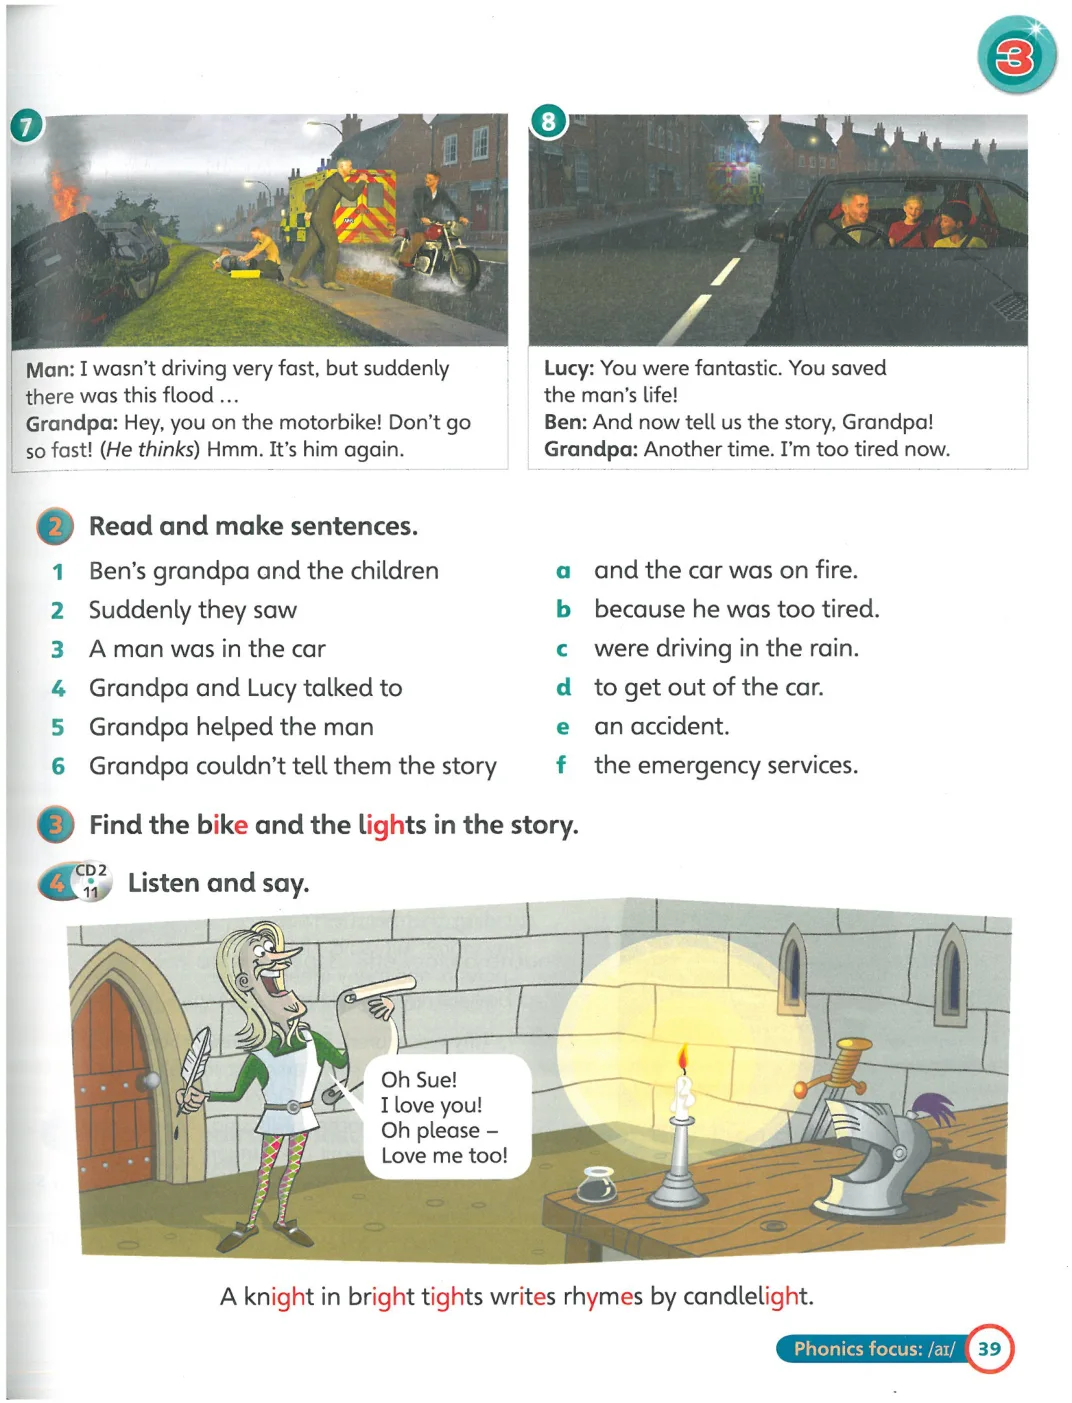 3
7
8
Man: I wasn't driving very fast, but suddenly
there was this flood ...
Grandpa: Hey, you on the motorbike! Don't go
so fast! (He thinks) Hmm. It's him again.
Lucy: You were fantastic. You saved
the man's life!
Ben: And now tell us the story, Grandpa!
Grandpa: Another time. I'm too tired now.
2 Read and make sentences.
1 Ben's grandpa and the children
2 Suddenly they saw
3 A man was in the car
4 Grandpa and Lucy talked to
5 Grandpa helped the man
6 Grandpa couldn't tell them the story
a and the car was on fire.
b because he was too tired.
c were driving in the rain.
d to get out of the car.
e an accident.
f the emergency services.
3 Find the bike and the lights in the story.
4 CD2 11 Listen and say.
Oh Sue!
I love you!
Oh please –
Love me too!
A knight in bright tights writes rhymes by candlelight.
Phonics focus: /aɪ/ 39